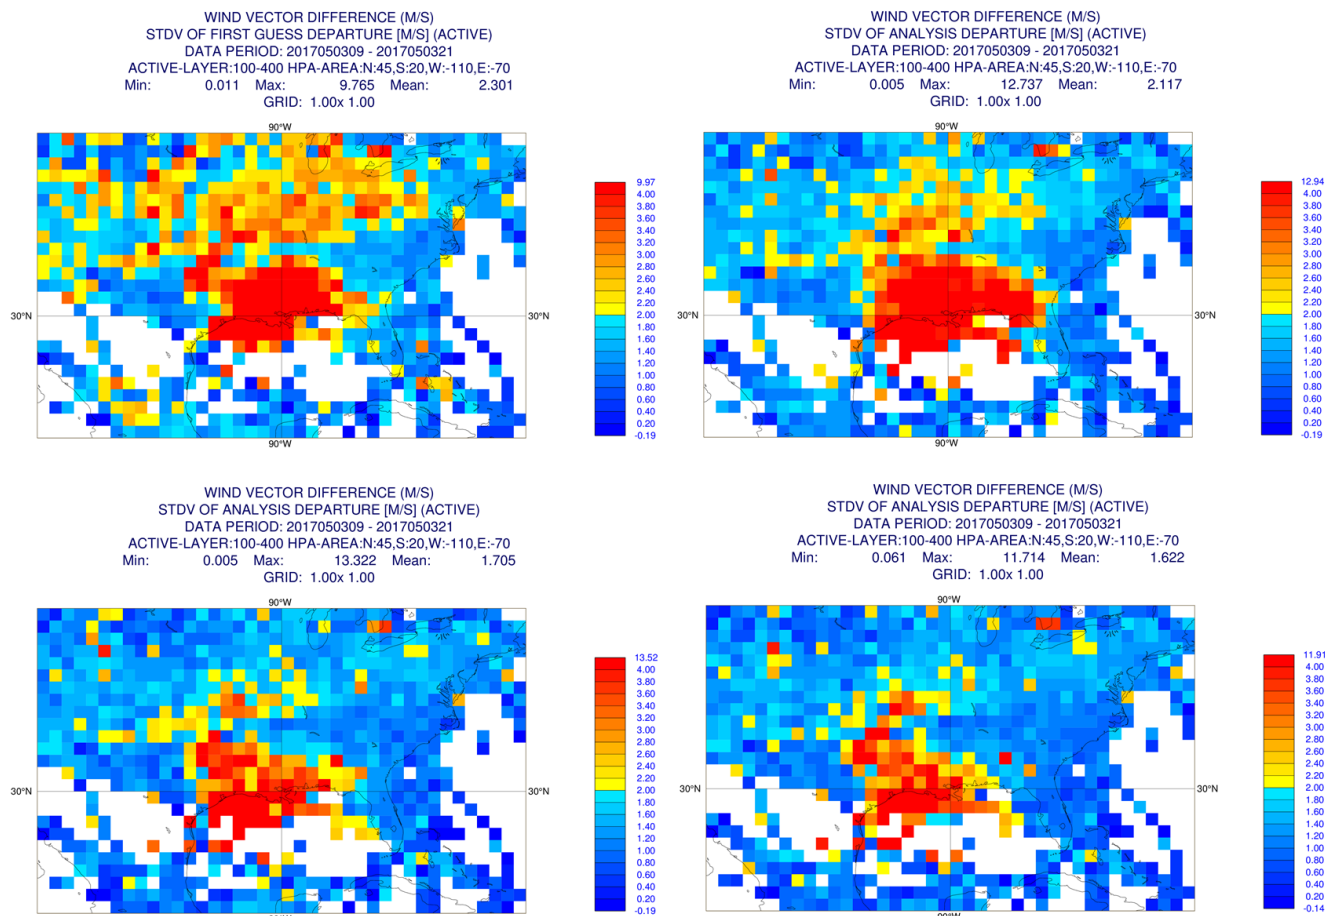 WIND VECTOR DIFFERENCE (M/S)
STDV OF FIRST GUESS DEPARTURE [M/S] (ACTIVE)
DATA PERIOD: 2017050309 - 2017050321
ACTIVE-LAYER:100-400 HPA-AREA:N:45,S:20,W:-110,E:-70
Min: 0.011 Max: 9.765 Mean: 2.301
GRID: 1.00x 1.00
90°W
30°N
30°N
90°W
9.97
4.00
3.80
3.60
3.40
3.20
3.00
2.80
2.60
2.40
2.20
2.00
1.80
1.60
1.40
1.20
1.00
0.80
0.60
0.40
0.20
-0.19
WIND VECTOR DIFFERENCE (M/S)
STDV OF ANALYSIS DEPARTURE [M/S] (ACTIVE)
DATA PERIOD: 2017050309 - 2017050321
ACTIVE-LAYER:100-400 HPA-AREA:N:45,S:20,W:-110,E:-70
Min: 0.005 Max: 12.737 Mean: 2.117
GRID: 1.00x 1.00
90°W
30°N
30°N
90°W
12.94
4.00
3.80
3.60
3.40
3.20
3.00
2.80
2.60
2.40
2.20
2.00
1.80
1.60
1.40
1.20
1.00
0.80
0.60
0.40
0.20
-0.19
WIND VECTOR DIFFERENCE (M/S)
STDV OF ANALYSIS DEPARTURE [M/S] (ACTIVE)
DATA PERIOD: 2017050309 - 2017050321
ACTIVE-LAYER:100-400 HPA-AREA:N:45,S:20,W:-110,E:-70
Min: 0.005 Max: 13.322 Mean: 1.705
GRID: 1.00x 1.00
90°W
30°N
30°N
13.52
4.00
3.80
3.60
3.40
3.20
3.00
2.80
2.60
2.40
2.20
2.00
1.80
1.60
1.40
1.20
1.00
0.80
0.60
0.40
0.20
-0.19
WIND VECTOR DIFFERENCE (M/S)
STDV OF ANALYSIS DEPARTURE [M/S] (ACTIVE)
DATA PERIOD: 2017050309 - 2017050321
ACTIVE-LAYER:100-400 HPA-AREA:N:45,S:20,W:-110,E:-70
Min: 0.061 Max: 11.714 Mean: 1.622
GRID: 1.00x 1.00
90°W
30°N
30°N
11.91
4.00
3.80
3.60
3.40
3.20
3.00
2.80
2.60
2.40
2.20
2.00
1.80
1.60
1.40
1.20
1.00
0.80
0.60
0.40
0.20
-0.14